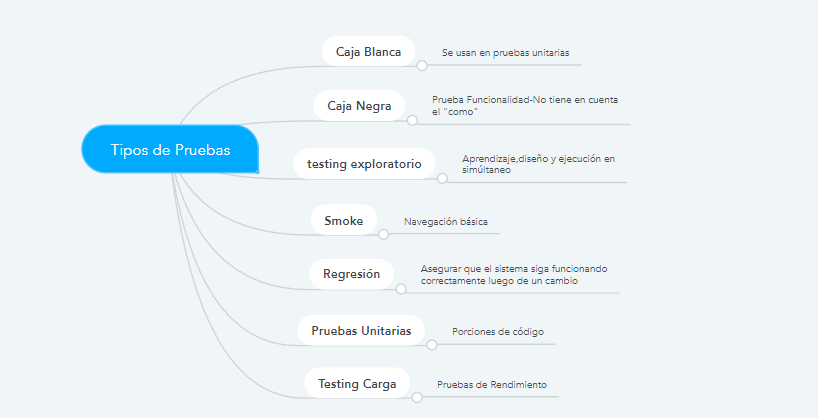 Caja Blanca
Se usan en pruebas unitarias
Caja Negra
Prueba Funcionalidad-No tiene en cuenta
el "como"
Tipos de Pruebas
testing exploratorio
Aprendizaje,diseño y ejecución en
simúltaneo
Smoke
Navegación básica
Regresión
Asegurar que el sistema siga funcionando
correctamente luego de un cambio
Pruebas Unitarias
Porciones de código
Testing Carga
Pruebas de Rendimiento